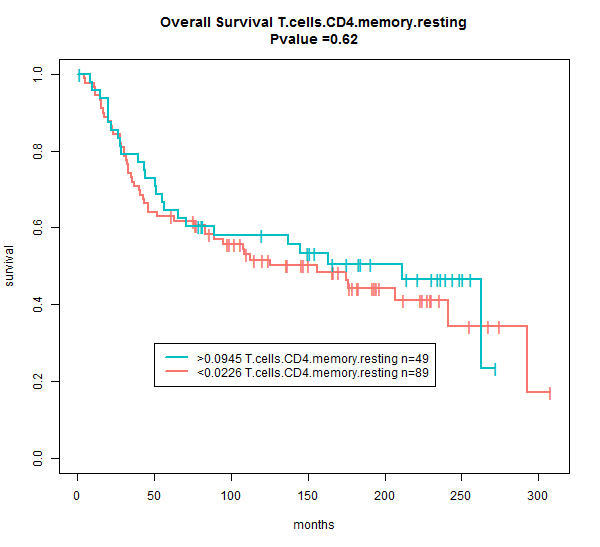 Overall Survival T.cells.CD4.memory.resting
Pvalue =0.62
survival
1.0
0.8
0.6
0.4
0.2
0.0
>0.0945 T.cells.CD4.memory.resting n=49
<0.0226 T.cells.CD4.memory.resting n=89
0 50 100 150 200 250 300
months